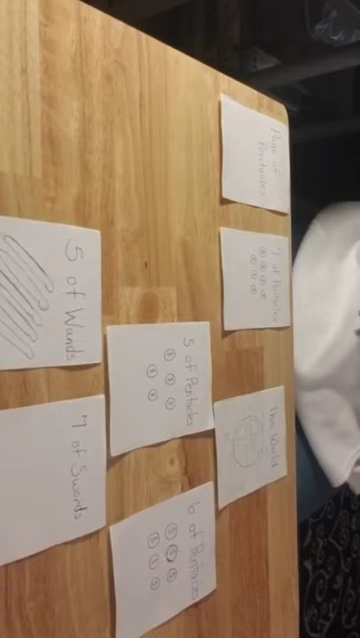 Page of
Pentacles
7 of Pentacles
The World
5 of Pentacles
6 of Pentacles
5 of Wands
7 of Swords